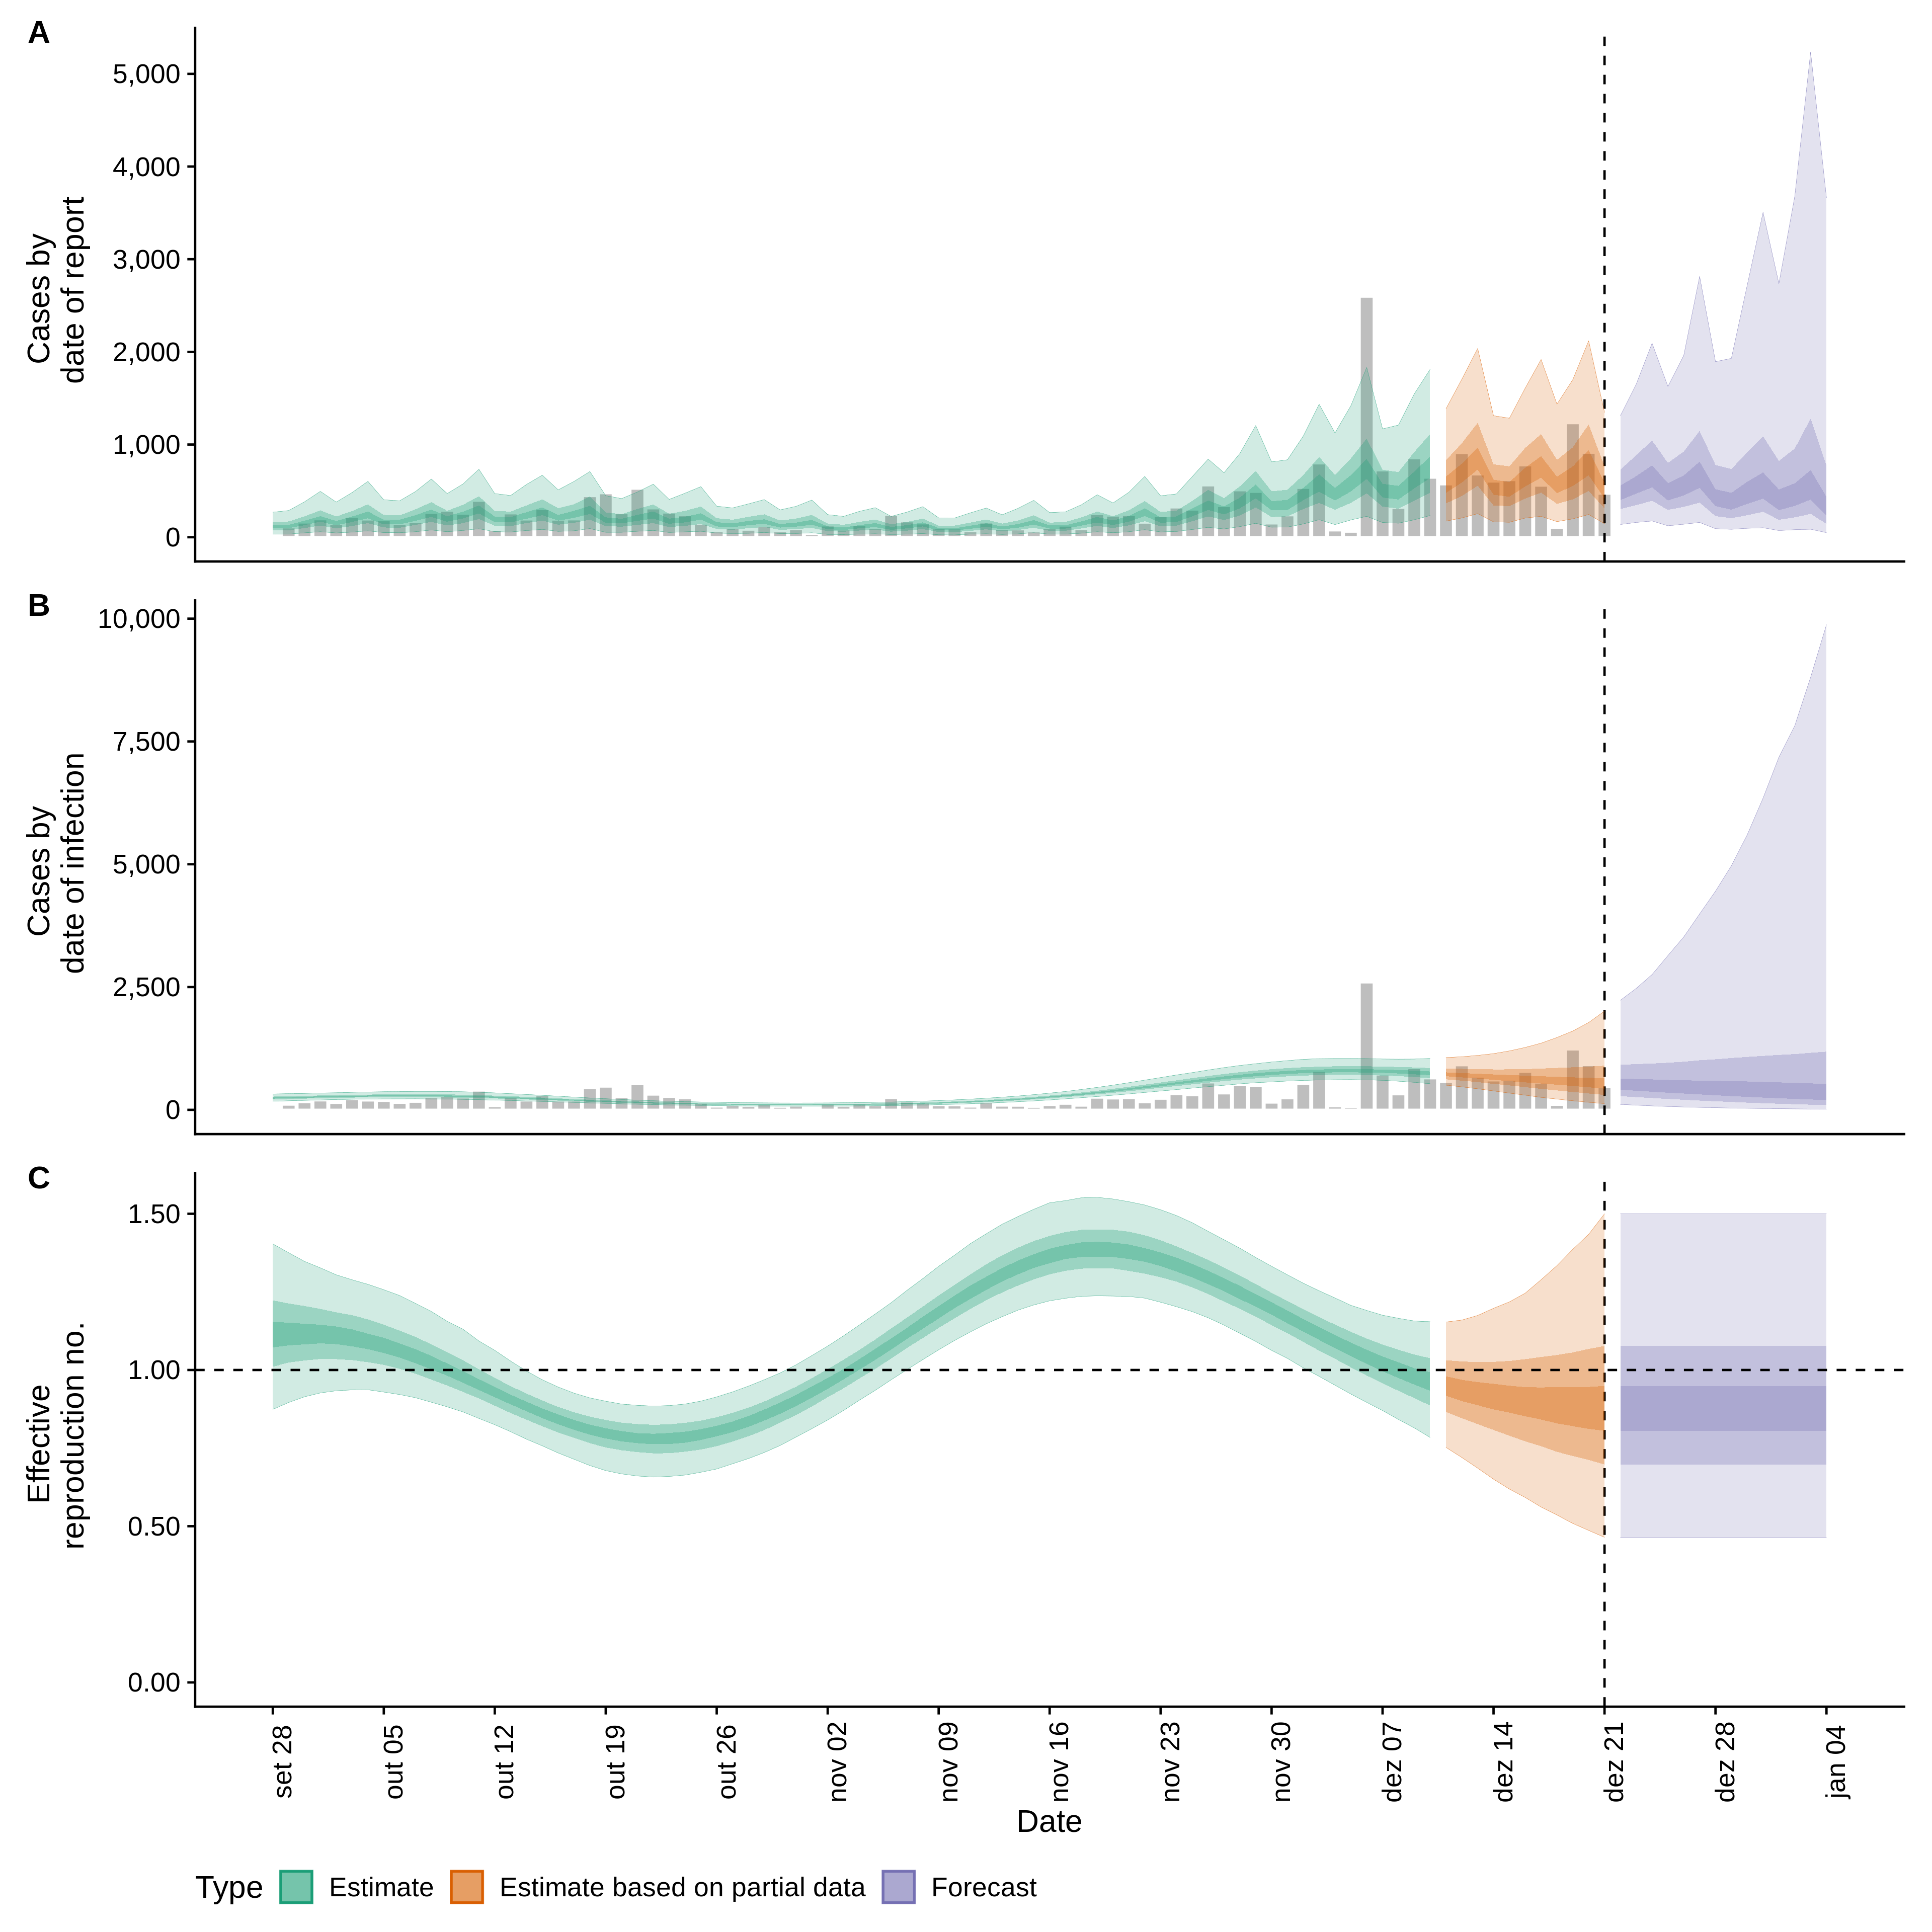 A
5,000
4,000
3,000
2,000
1,000
0
Cases by
date of report
B
10,000
7,500
5,000
2,500
0
Cases by
date of infection
C
1.50
1.00
0.50
0.00
Effective
reproduction no.
set 28
out 05
out 12
out 19
out 26
nov 02
nov 09
nov 16
nov 23
nov 30
dez 07
dez 14
dez 21
dez 28
jan 04
Date
Type Estimate Estimate based on partial data Forecast